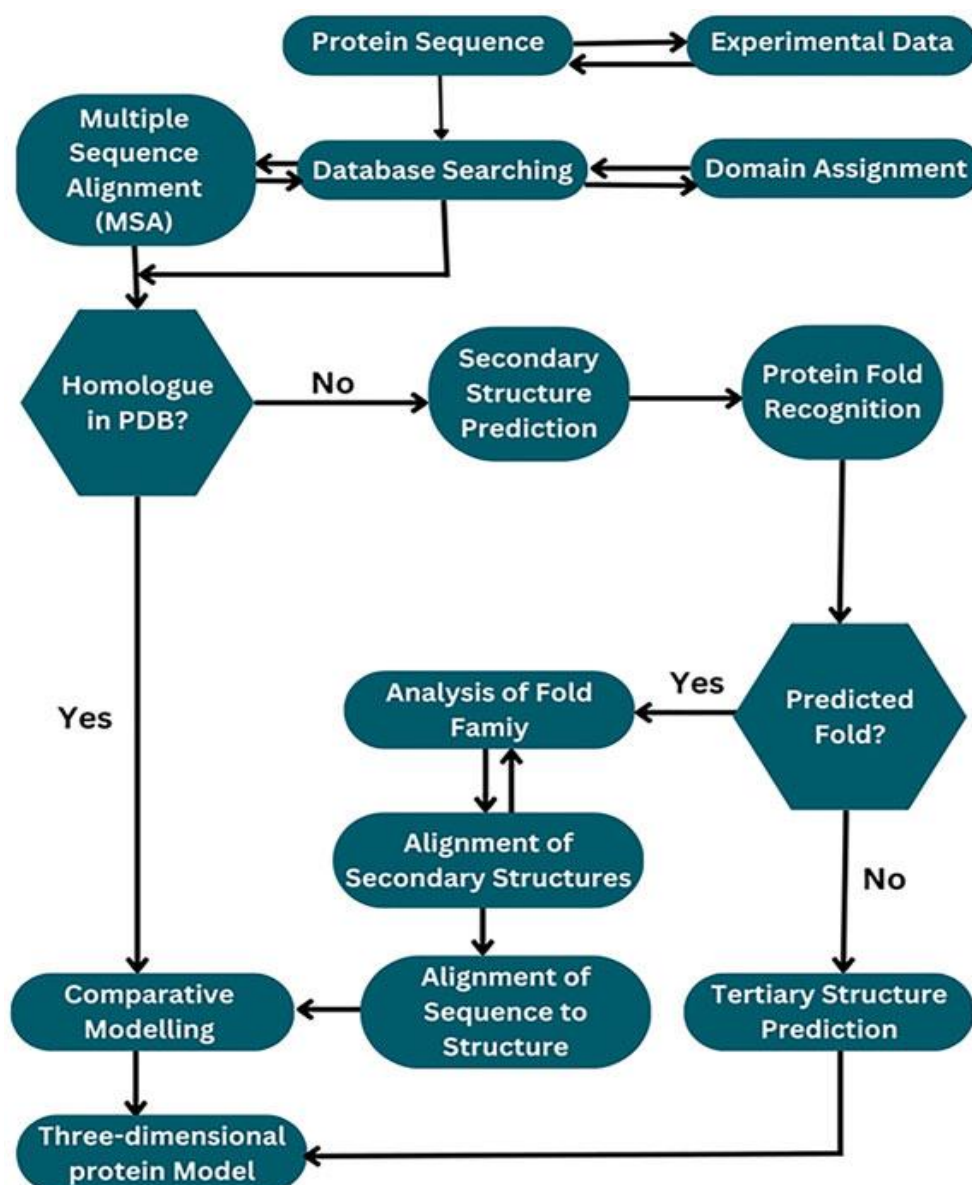 Protein Sequence
Experimental Data
Multiple
Sequence
Alignment
(MSA)
Database Searching
Domain Assignment
Homologue
in PDB?
No
Secondary
Structure
Prediction
Protein Fold
Recognition
Yes
Analysis of Fold
Famiy
Yes
Predicted
Fold?
Alignment of
Secondary Structures
No
Comparative
Modelling
Alignment of
Sequence to
Structure
Tertiary Structure
Prediction
Three-dimensional
protein Model